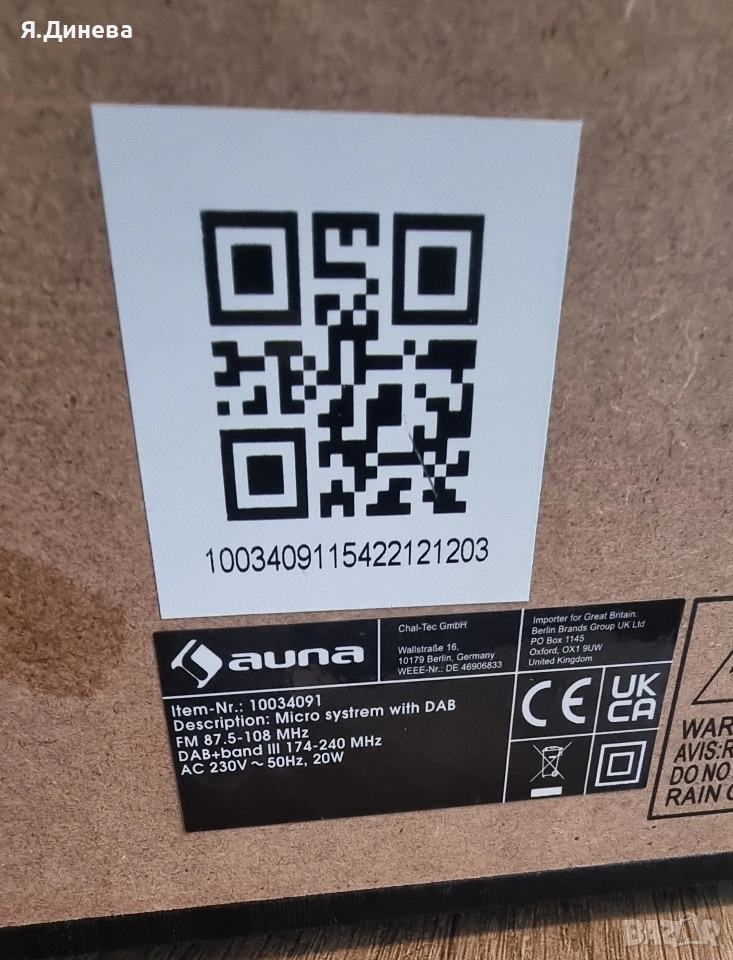 Я.Динева
1003409115422121203
auna
Chal-Tec GmbH
Wallstraße 16,
10179 Berlin, Germany
WEEE-Nr.: DE 46906833
Importer for Great Britain:
Berlin Brands Group UK Ltd
PO Box 1145
Oxford, OX1 9UW
United Kingdom
Item-Nr.: 10034091
Description: Micro systrem with DAB
FM 87.5-108 MHz
DAB+band III 174-240 MHz
AC 230V ~ 50Hz, 20W
CE
UK
CA
AVIS:
DO NO
RAIN
BAZAR